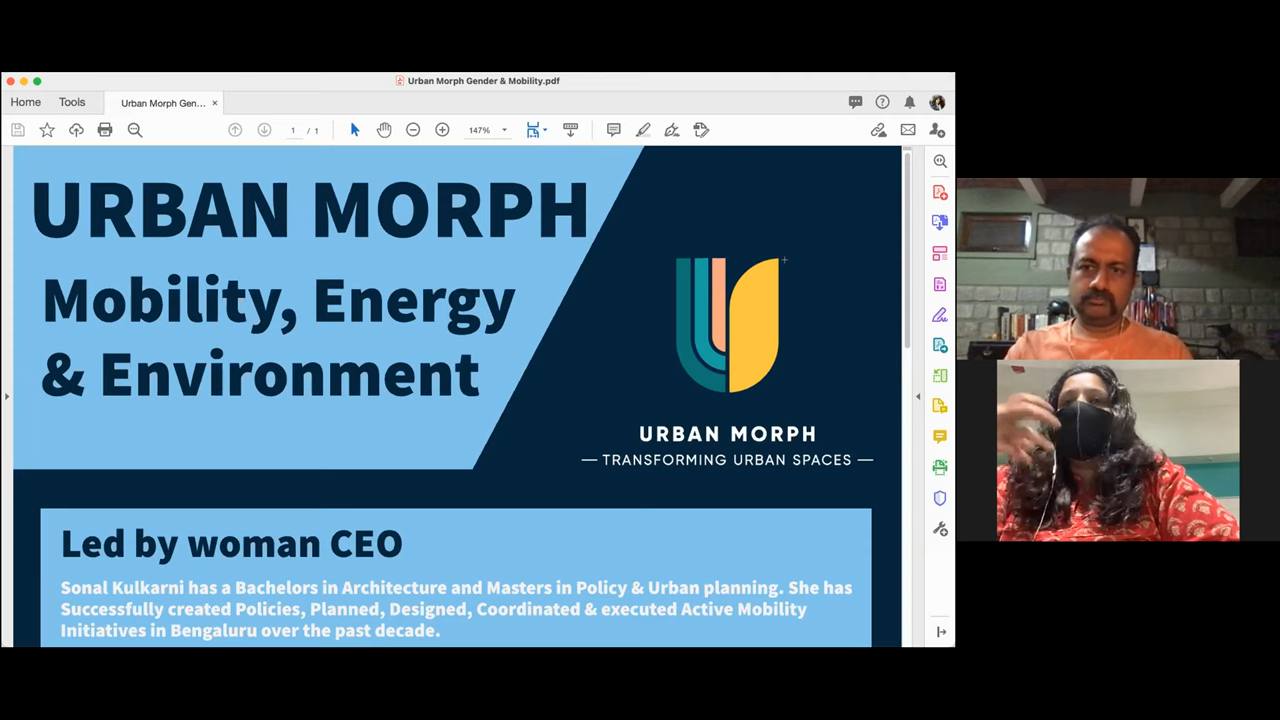 Urban Morph Gender & Mobility.pdf
Home
Tools
Urban Morph Gen...
1 / 1
147%
URBAN MORPH
Mobility, Energy
& Environment
URBAN MORPH
— TRANSFORMING URBAN SPACES —
Led by woman CEO
Sonal Kulkarni has a Bachelors in Architecture and Masters in Policy & Urban planning. She has
Successfully created Policies, Planned, Designed, Coordinated & executed Active Mobility
Initiatives in Bengaluru over the past decade.